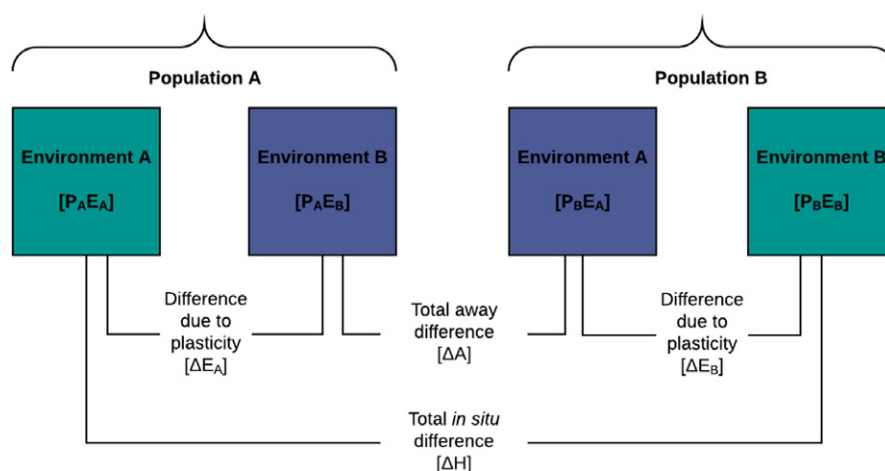 Population A
Population B
Environment A
[PAEA]
Environment B
[PAEB]
Environment A
[PBEA]
Environment B
[PBEB]
Difference
due to
plasticity
[ΔEA]
Total away
difference
[ΔA]
Difference
due to
plasticity
[ΔEB]
Total in situ
difference
[ΔH]